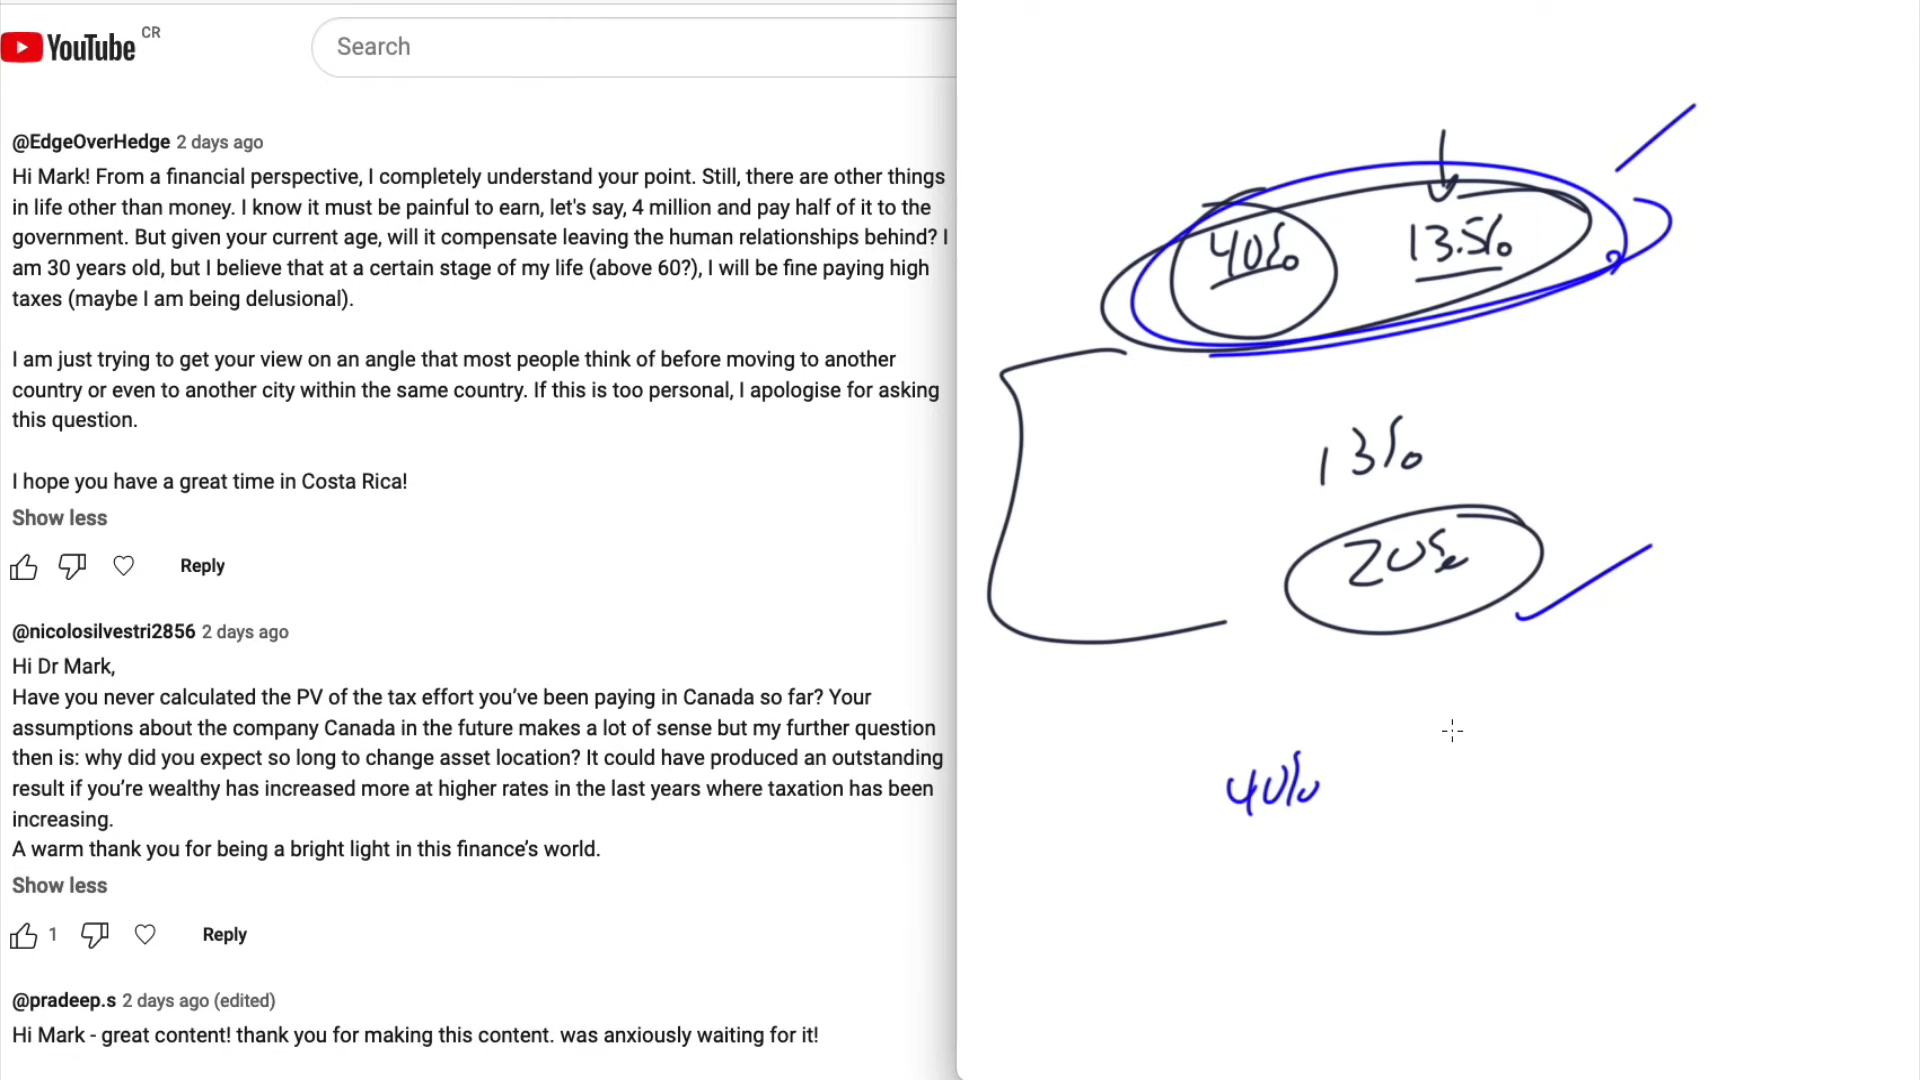 YouTube CR
Search
@EdgeOverHedge 2 days ago
Hi Mark! From a financial perspective, I completely understand your point. Still, there are other things
in life other than money. I know it must be painful to earn, let's say, 4 million and pay half of it to the
government. But given your current age, will it compensate leaving the human relationships behind? I
am 30 years old, but I believe that at a certain stage of my life (above 60?), I will be fine paying high
taxes (maybe I am being delusional).
I am just trying to get your view on an angle that most people think of before moving to another
country or even to another city within the same country. If this is too personal, I apologise for asking
this question.
I hope you have a great time in Costa Rica!
Show less
Reply
@nicolosilvestri2856 2 days ago
Hi Dr Mark,
Have you never calculated the PV of the tax effort you’ve been paying in Canada so far? Your
assumptions about the company Canada in the future makes a lot of sense but my further question
then is: why did you expect so long to change asset location? It could have produced an outstanding
result if you’re wealthy has increased more at higher rates in the last years where taxation has been
increasing.
A warm thank you for being a bright light in this finance’s world.
Show less
1 Reply
@pradeep.s 2 days ago (edited)
Hi Mark - great content! thank you for making this content. was anxiously waiting for it!
40% 13.5%
13%
20%
40%